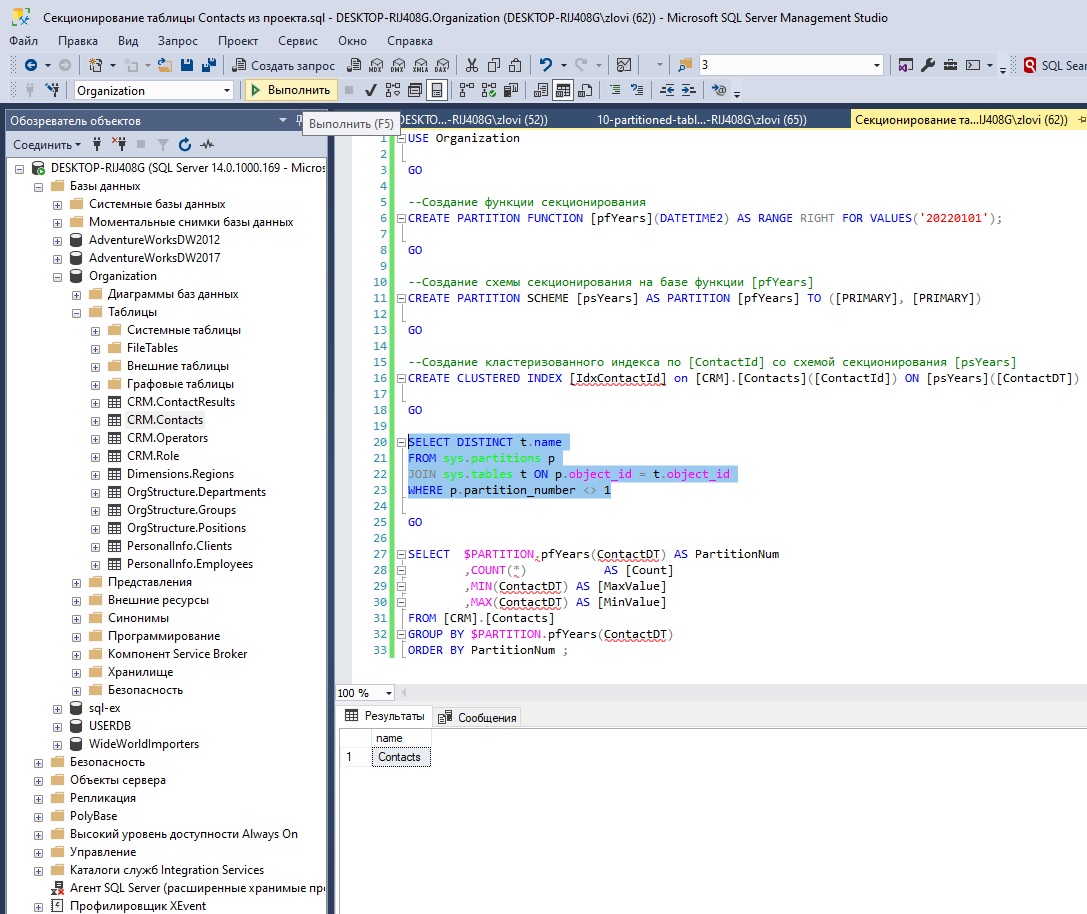 Секционирование таблицы Contacts из проекта.sql - DESKTOP-RIJ408G.Organization (DESKTOP-RIJ408G\zlovi (62)) - Microsoft SQL Server Management Studio
Файл Правка Вид Запрос Проект Сервис Окно Справка
Создать запрос MDX DMX XMLA DAX 3 SQL Sear
Organization Выполнить
Обозреватель объектов
Выполнить (F5)
DESKTO...-RIJ408G\zlovi (52)) 10-partitioned-tabl...-RIJ408G\zlovi (65)) Секционирование та...IJ408G\zlovi (62))
Соединить
DESKTOP-RIJ408G (SQL Server 14.0.1000.169 - Micros
Базы данных
Системные базы данных
Моментальные снимки базы данных
AdventureWorksDW2012
AdventureWorksDW2017
Organization
Диаграммы баз данных
Таблицы
Системные таблицы
FileTables
Внешние таблицы
Графовые таблицы
CRM.ContactResults
CRM.Contacts
CRM.Operators
CRM.Role
Dimensions.Regions
OrgStructure.Departments
OrgStructure.Groups
OrgStructure.Positions
PersonalInfo.Clients
PersonalInfo.Employees
Представления
Внешние ресурсы
Синонимы
Программирование
Компонент Service Broker
Хранилище
Безопасность
sql-ex
USERDB
WideWorldImporters
Безопасность
Объекты сервера
Репликация
PolyBase
Высокий уровень доступности Always On
Управление
Каталоги служб Integration Services
Агент SQL Server (расширенные хранимые про
Профилировщик XEvent
1 USE Organization
2
3 GO
4
5 --Создание функции секционирования
6 CREATE PARTITION FUNCTION [pfYears](DATETIME2) AS RANGE RIGHT FOR VALUES('20220101');
7
8 GO
9
10 --Создание схемы секционирования на базе функции [pfYears]
11 CREATE PARTITION SCHEME [psYears] AS PARTITION [pfYears] TO ([PRIMARY], [PRIMARY])
12
13 GO
14
15 --Создание кластеризованного индекса по [ContactId] со схемой секционирования [psYears]
16 CREATE CLUSTERED INDEX [IdxContactId] on [CRM].[Contacts]([ContactId]) ON [psYears]([ContactDT])
17
18 GO
19
20 SELECT DISTINCT t.name
21 FROM sys.partitions p
22 JOIN sys.tables t ON p.object_id = t.object_id
23 WHERE p.partition_number <> 1
24
25 GO
26
27 SELECT $PARTITION.pfYears(ContactDT) AS PartitionNum
28 ,COUNT(*) AS [Count]
29 ,MIN(ContactDT) AS [MaxValue]
30 ,MAX(ContactDT) AS [MinValue]
31 FROM [CRM].[Contacts]
32 GROUP BY $PARTITION.pfYears(ContactDT)
33 ORDER BY PartitionNum ;
100 %
Результаты Сообщения
name
1 Contacts